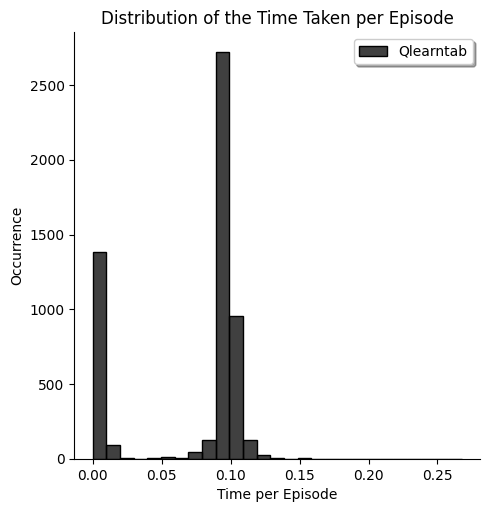 Distribution of the Time Taken per Episode
Qlearntab
2500
2000
1500
1000
500
0
Occurrence
0.00 0.05 0.10 0.15 0.20 0.25
Time per Episode